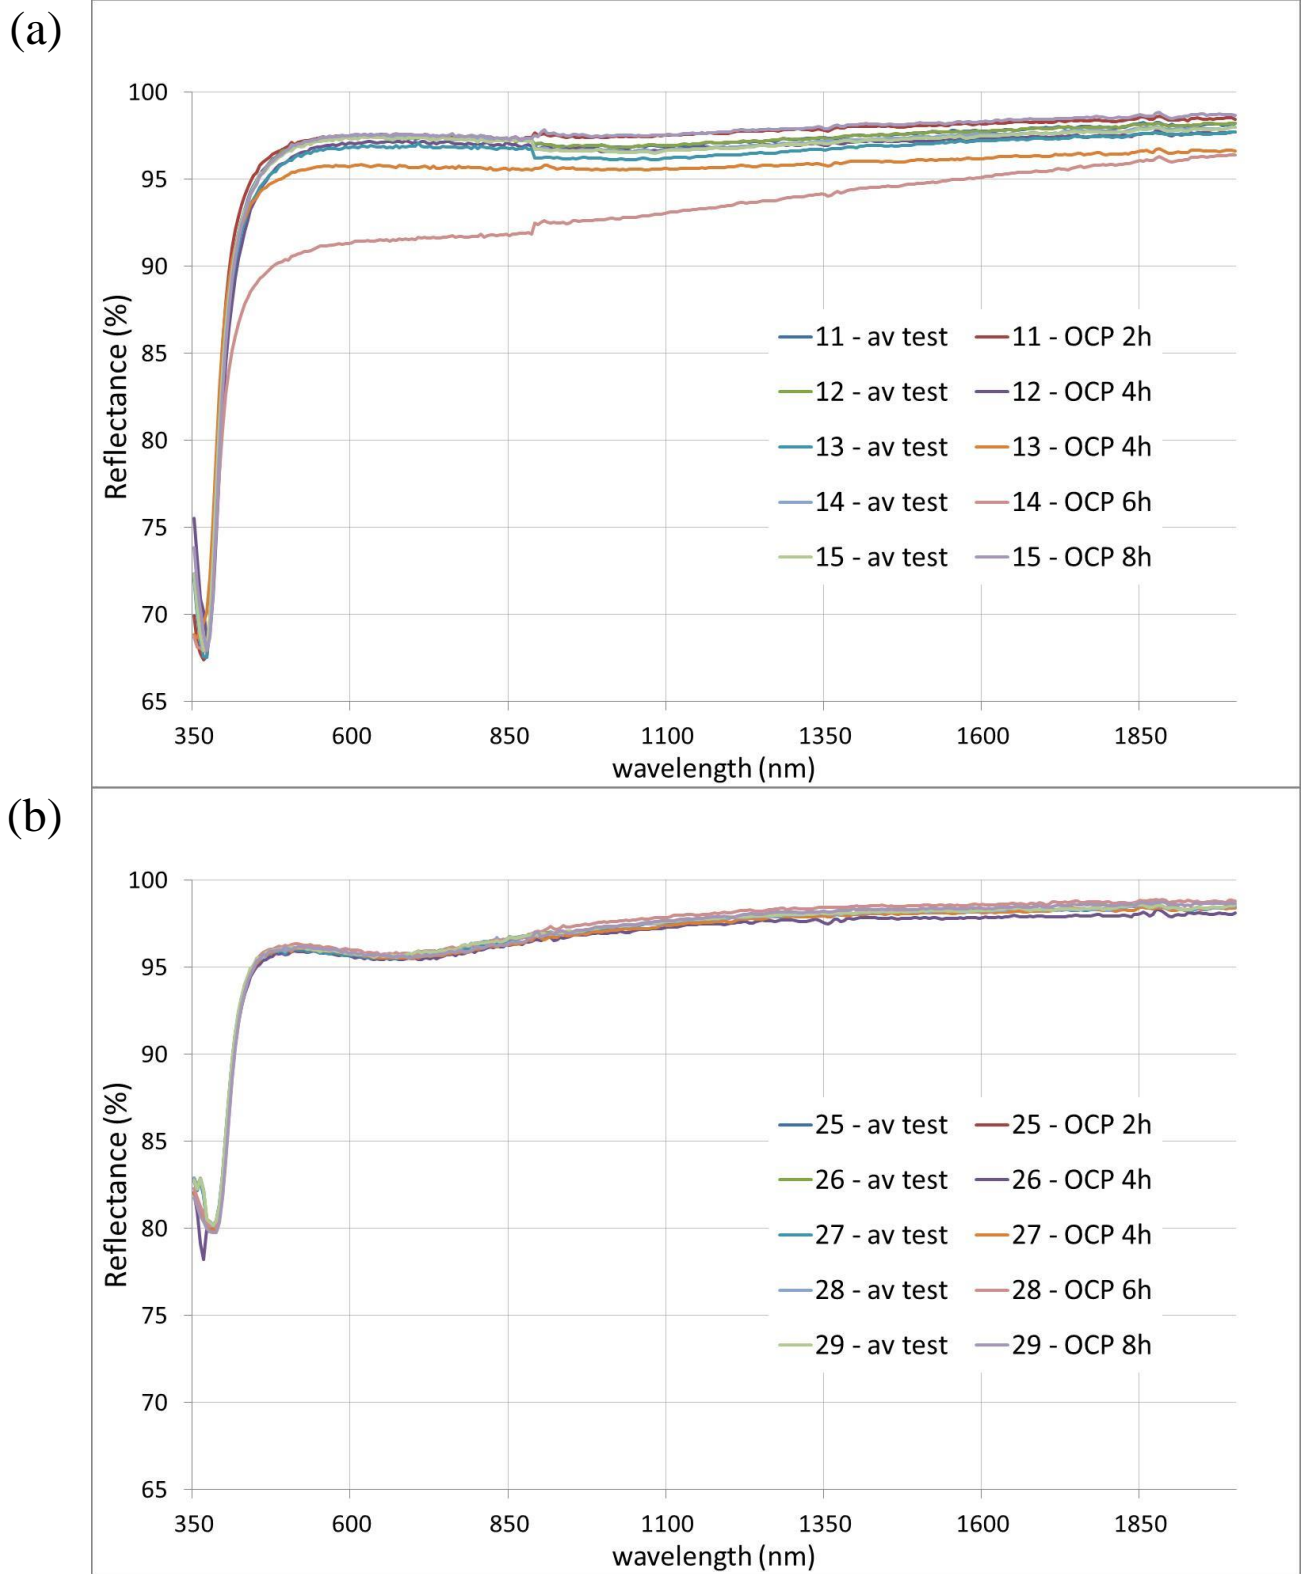 (a)
100
95
90
85
80
75
70
65
Reflectance (%)
11 - av test 11 - OCP 2h
12 - av test 12 - OCP 4h
13 - av test 13 - OCP 4h
14 - av test 14 - OCP 6h
15 - av test 15 - OCP 8h
350 600 850 1100 1350 1600 1850
wavelength (nm)
(b)
100
95
90
85
80
75
70
65
Reflectance (%)
25 - av test 25 - OCP 2h
26 - av test 26 - OCP 4h
27 - av test 27 - OCP 4h
28 - av test 28 - OCP 6h
29 - av test 29 - OCP 8h
350 600 850 1100 1350 1600 1850
wavelength (nm)